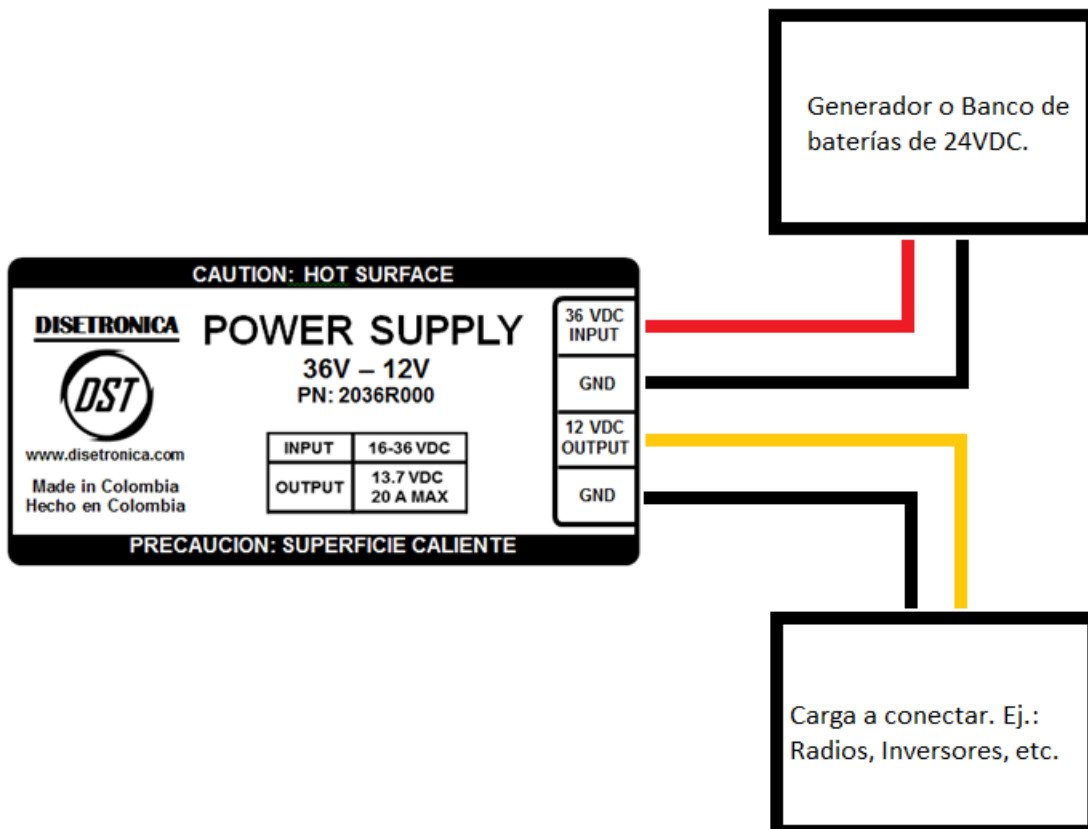 Generador o Banco de
baterías de 24VDC.
CAUTION: HOT SURFACE
DISETRONICA
DST
www.disetronica.com
Made in Colombia
Hecho en Colombia
POWER SUPPLY
36V – 12V
PN: 2036R000
INPUT 16-36 VDC
OUTPUT 13.7 VDC
20 A MAX
36 VDC
INPUT
GND
12 VDC
OUTPUT
GND
PRECAUCION: SUPERFICIE CALIENTE
Carga a conectar. Ej.:
Radios, Inversores, etc.